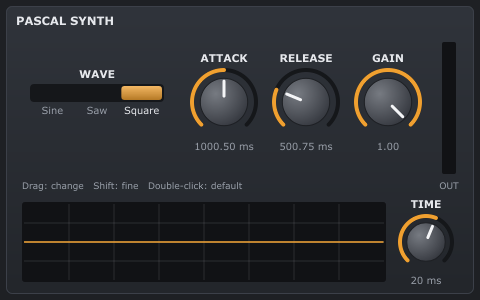 PASCAL SYNTH
WAVE
Sine Saw Square
ATTACK RELEASE GAIN
1000.50 ms 500.75 ms 1.00
Drag: change Shift: fine Double-click: default
OUT
TIME
20 ms